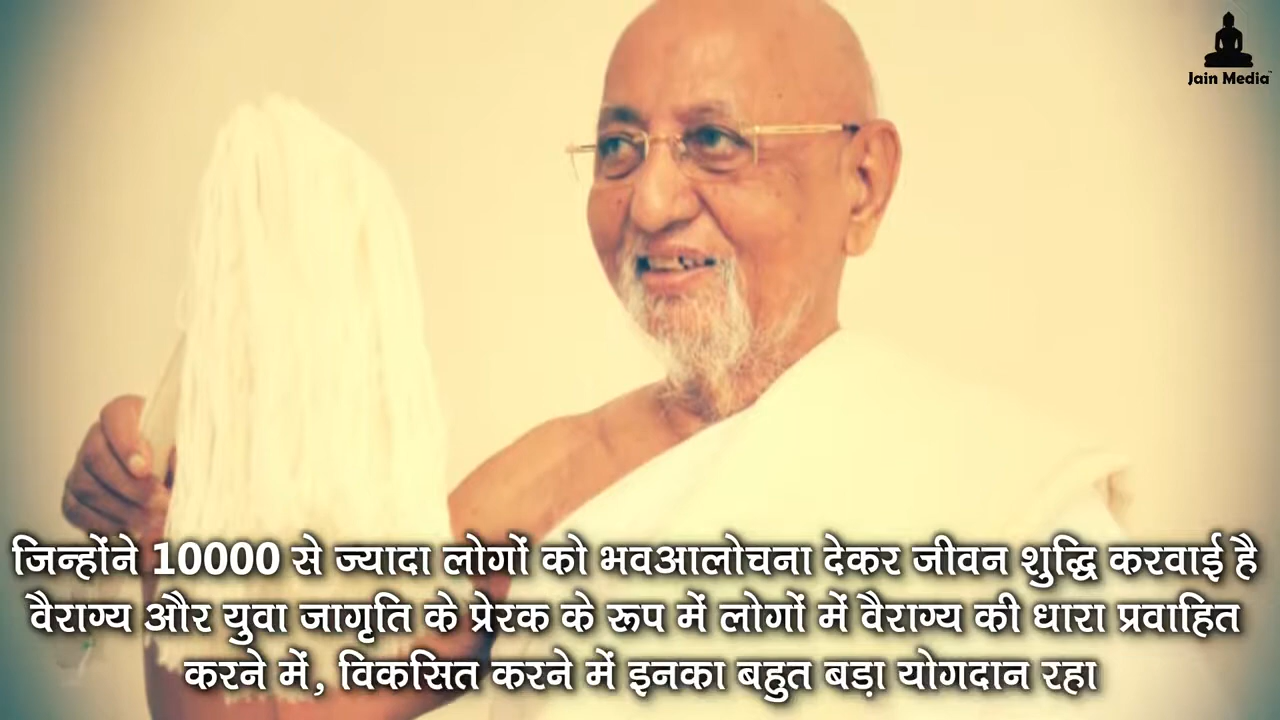 Jain Media
जिन्होंने 10000 से ज्यादा लोगों को भवआलोचना देकर जीवन शुद्धि करवाई है
वैराग्य और युवा जागृति के प्रेरक के रूप में लोगों में वैराग्य की धारा प्रवाहित
करने में, विकसित करने में इनका बहुत बड़ा योगदान रहा